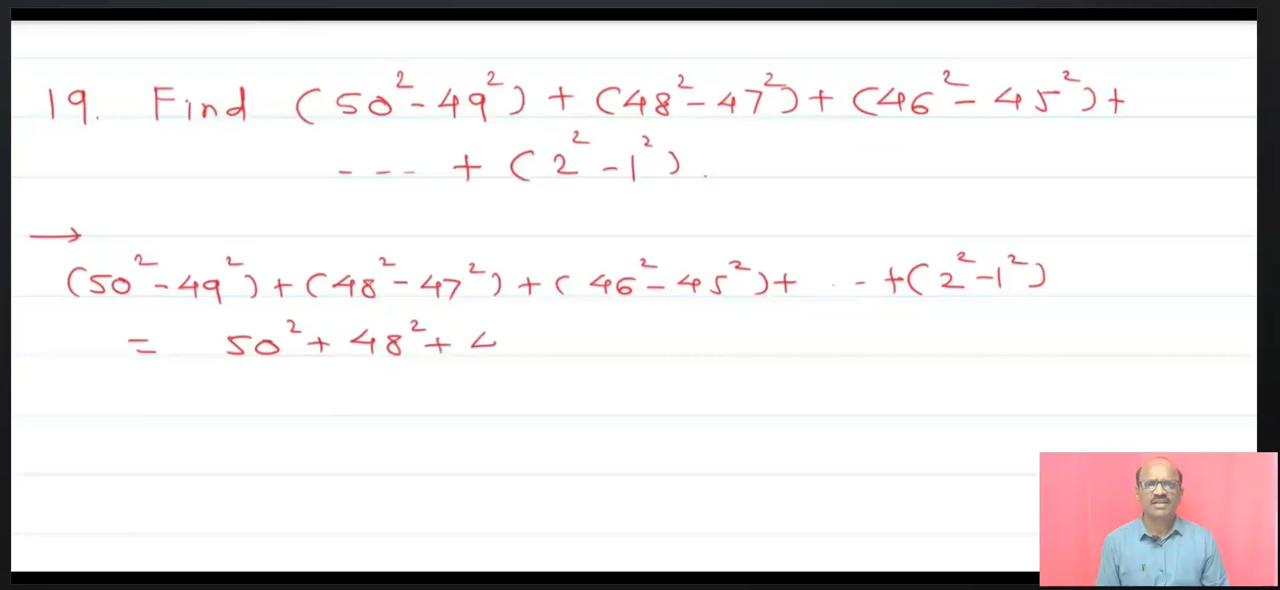 19. Find (50² - 49²) + (48² - 47²) + (46² - 45²) +
--- + (2² - 1²).
→
(50² - 49²) + (48² - 47²) + (46² - 45²) + .. - + (2² - 1²)
= 50² + 48² + 4